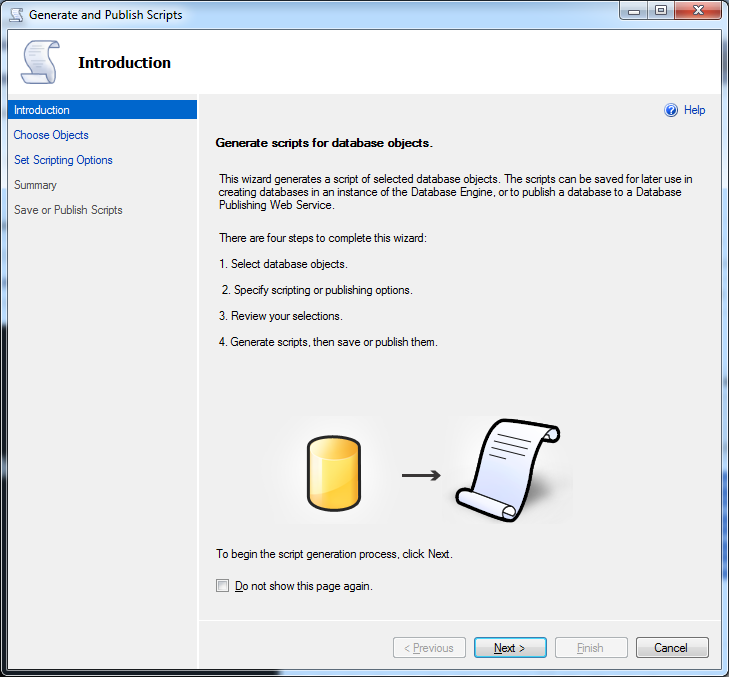 Generate and Publish Scripts
Introduction
Introduction
Choose Objects
Set Scripting Options
Summary
Save or Publish Scripts
Help
Generate scripts for database objects.
This wizard generates a script of selected database objects. The scripts can be saved for later use in
creating databases in an instance of the Database Engine, or to publish a database to a Database
Publishing Web Service.
There are four steps to complete this wizard:
1. Select database objects.
2. Specify scripting or publishing options.
3. Review your selections.
4. Generate scripts, then save or publish them.
To begin the script generation process, click Next.
Do not show this page again.
< Previous
Next >
Finish
Cancel